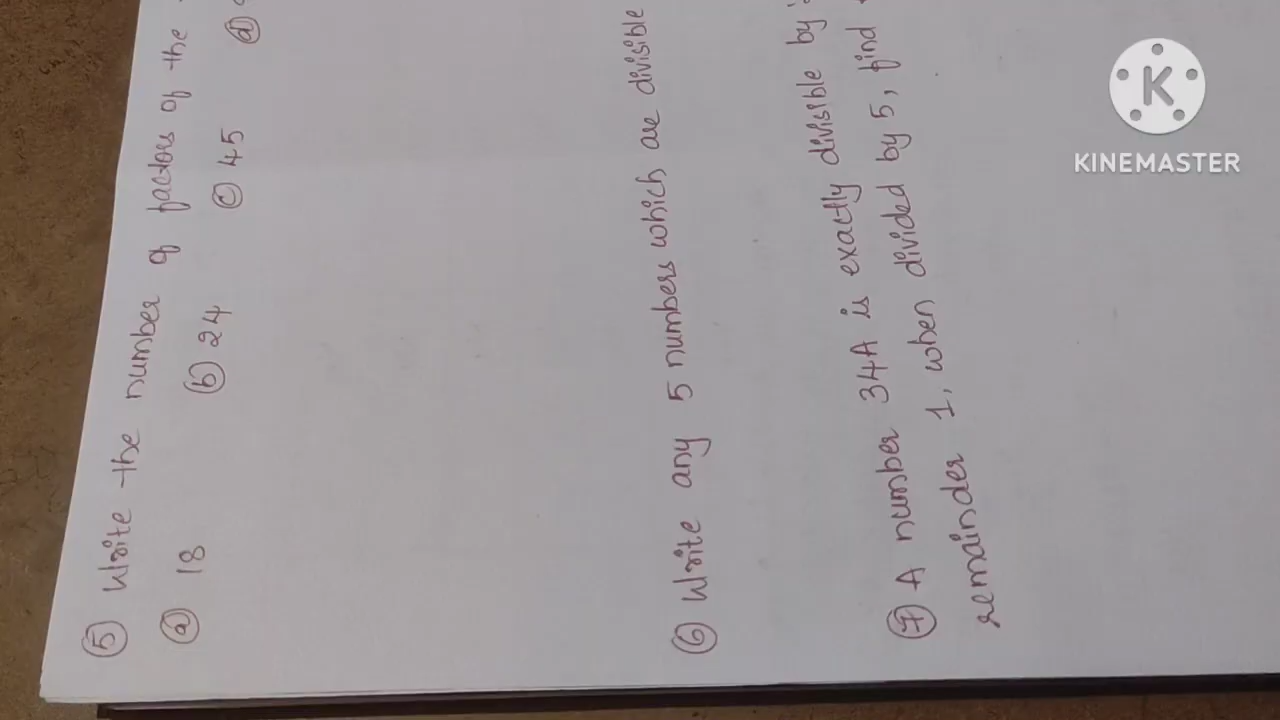 5 Write the number of factors of the
a 18 b 24 c 45 d
6 Write any 5 numbers which are divisible
7 A number 34A is exactly divisible by
remainder 1, when divided by 5, find
K
KINEMASTER